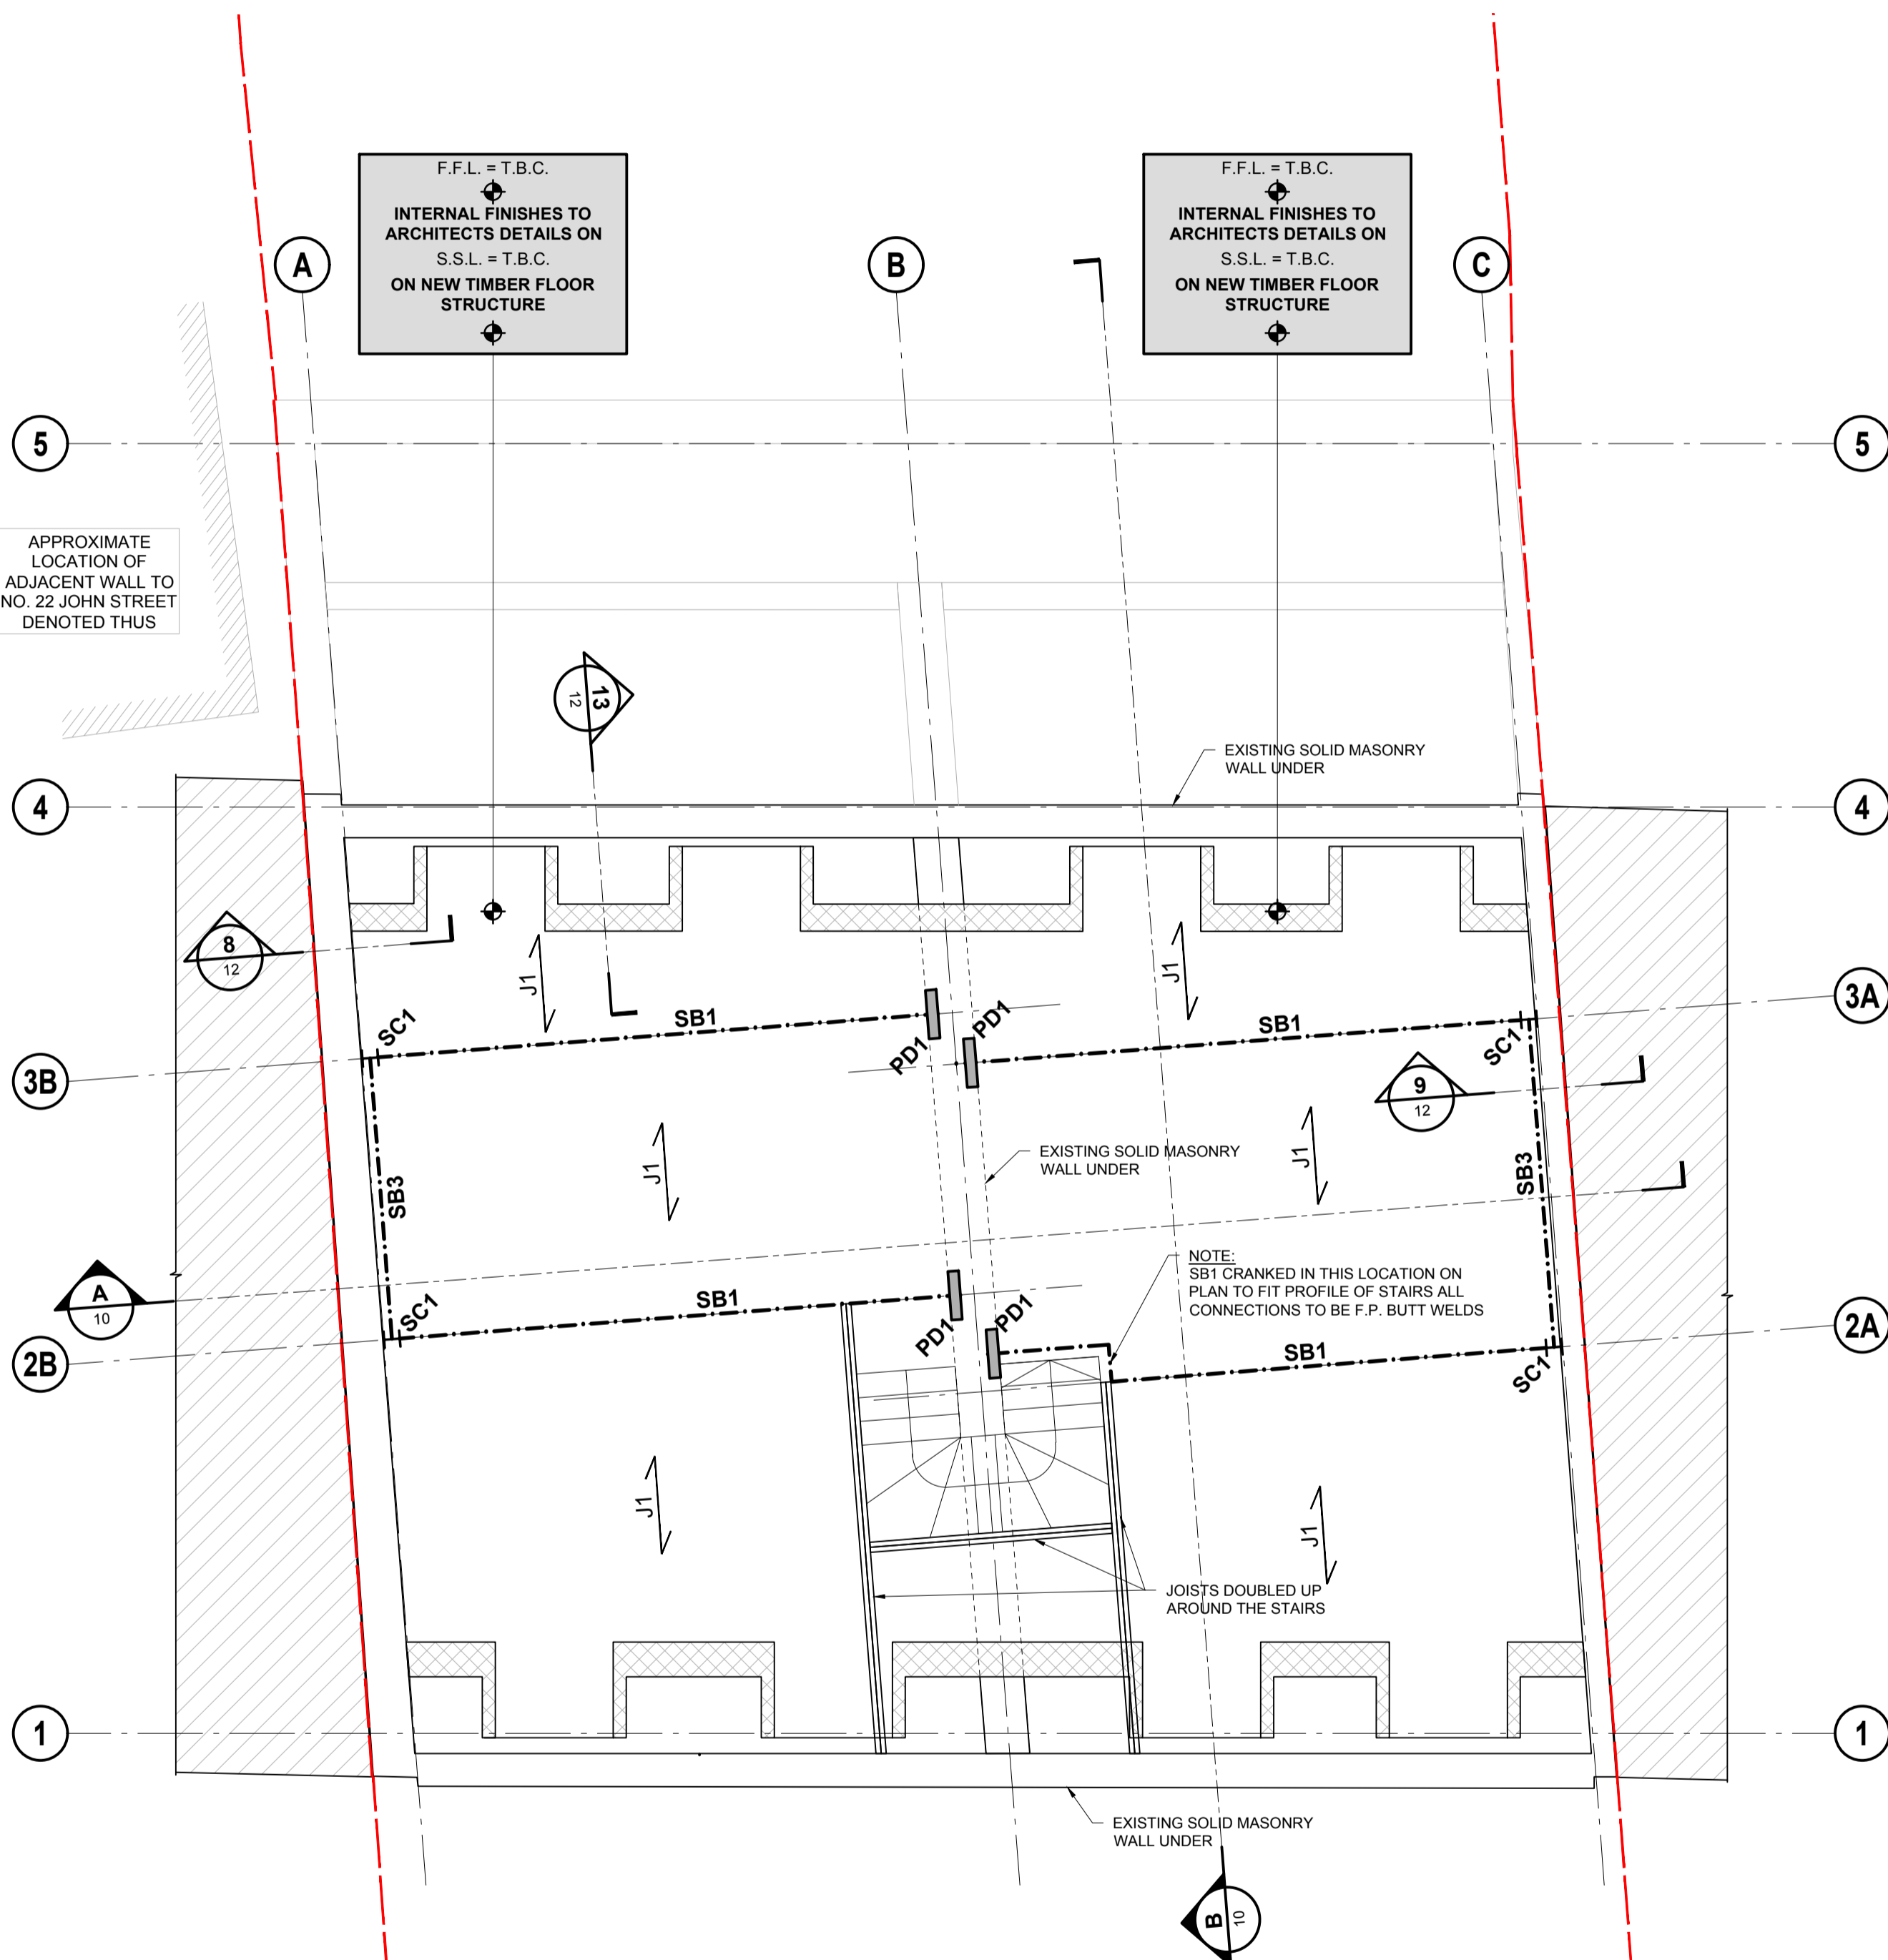 F.F.L. = T.B.C.
INTERNAL FINISHES TO
ARCHITECTS DETAILS ON
S.S.L. = T.B.C.
ON NEW TIMBER FLOOR
STRUCTURE
F.F.L. = T.B.C.
INTERNAL FINISHES TO
ARCHITECTS DETAILS ON
S.S.L. = T.B.C.
ON NEW TIMBER FLOOR
STRUCTURE
A
B
C
5
5
APPROXIMATE
LOCATION OF
ADJACENT WALL TO
NO. 22 JOHN STREET
DENOTED THUS
13
12
EXISTING SOLID MASONRY
WALL UNDER
4
4
8
12
J1
J1
3A
SC1
SB1
PD1
PD1
SB1
SC1
3B
9
12
J1
J1
EXISTING SOLID MASONRY
WALL UNDER
SB3
SB3
NOTE:
SB1 CRANKED IN THIS LOCATION ON
PLAN TO FIT PROFILE OF STAIRS ALL
CONNECTIONS TO BE F.P. BUTT WELDS
A
10
SC1
SB1
PD1
PD1
SB1
SC1
2A
2B
J1
J1
JOISTS DOUBLED UP
AROUND THE STAIRS
1
1
EXISTING SOLID MASONRY
WALL UNDER
B
10